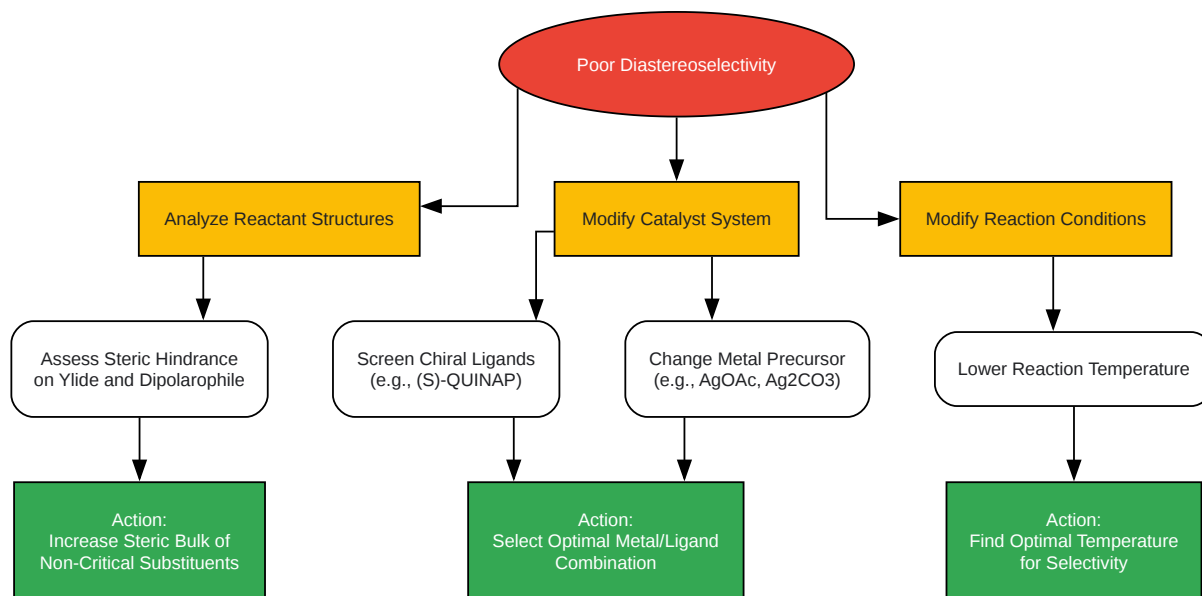 Poor Diastereoselectivity
Analyze Reactant Structures
Modify Catalyst System
Modify Reaction Conditions
Assess Steric Hindrance
on Ylide and Dipolarophile
Screen Chiral Ligands
(e.g., (S)-QUINAP)
Change Metal Precursor
(e.g., AgOAc, Ag2CO3)
Lower Reaction Temperature
Action:
Increase Steric Bulk of
Non-Critical Substituents
Action:
Select Optimal Metal/Ligand
Combination
Action:
Find Optimal Temperature
for Selectivity